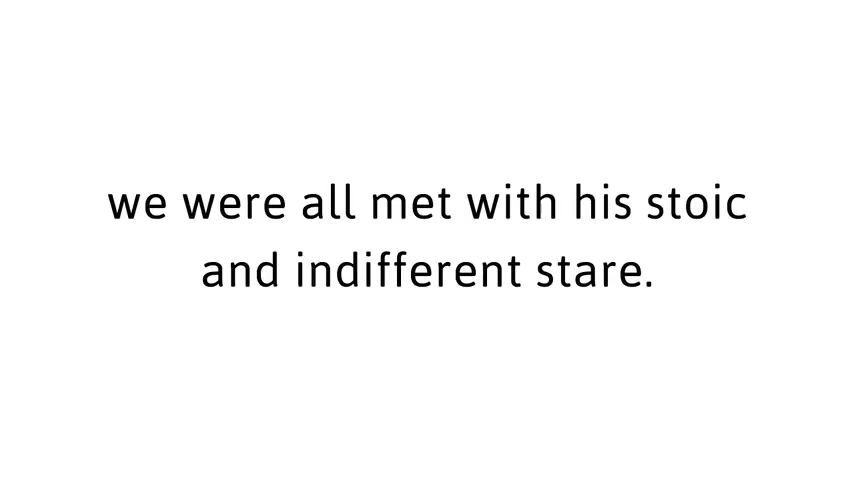 we were all met with his stoic
and indifferent stare.